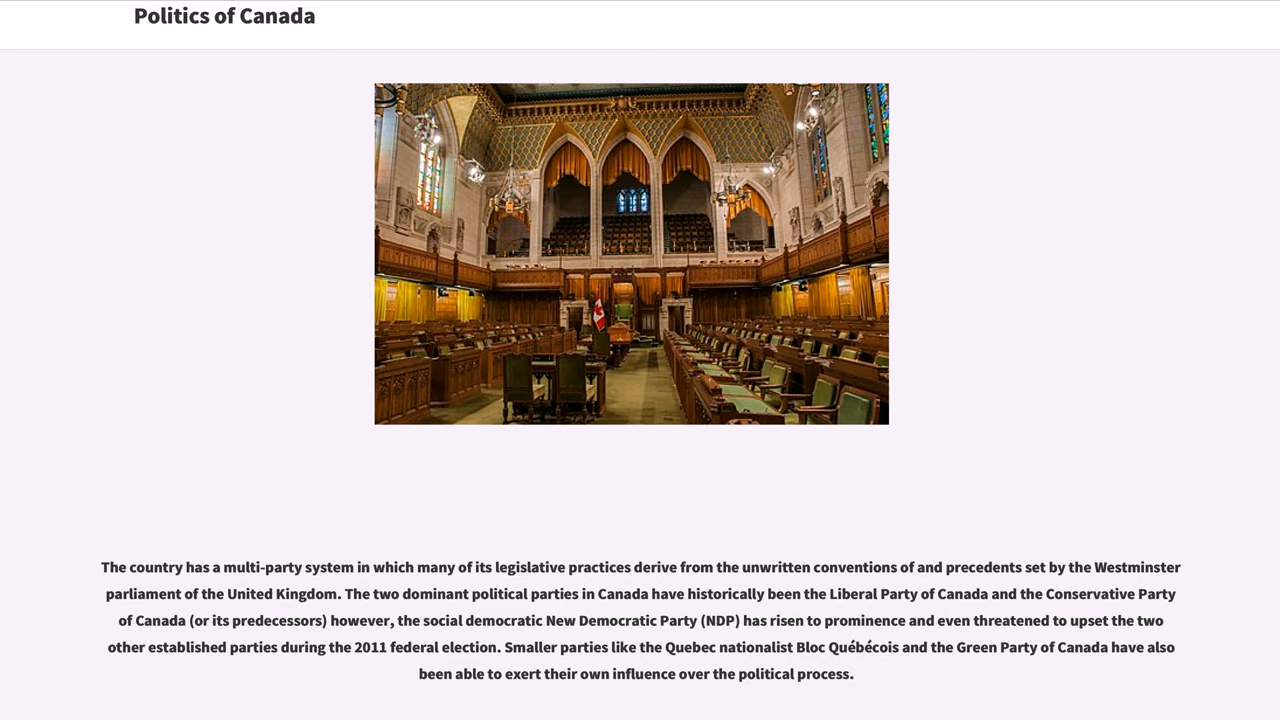 Politics of Canada
The country has a multi-party system in which many of its legislative practices derive from the unwritten conventions of and precedents set by the Westminster
parliament of the United Kingdom. The two dominant political parties in Canada have historically been the Liberal Party of Canada and the Conservative Party
of Canada (or its predecessors) however, the social democratic New Democratic Party (NDP) has risen to prominence and even threatened to upset the two
other established parties during the 2011 federal election. Smaller parties like the Quebec nationalist Bloc Québécois and the Green Party of Canada have also
been able to exert their own influence over the political process.